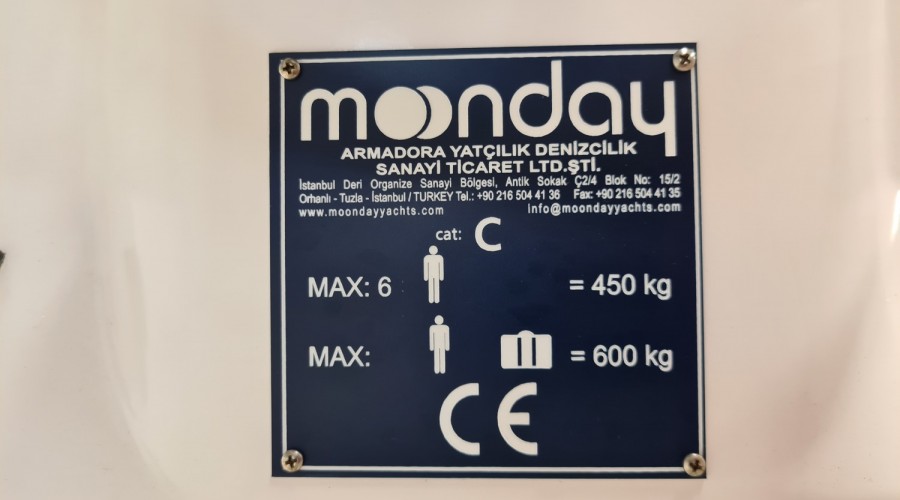 moonday
ARMADORA YATÇILIK DENİZCİLİK
SANAYİ TİCARET LTD.ŞTİ.
İstanbul Deri Organize Sanayi Bölgesi, Antik Sokak Ç2/4 Blok No: 15/2
Orhanlı - Tuzla - İstanbul / TURKEY Tel.: +90 216 504 41 36 Fax: +90 216 504 41 35
www.moondayyachts.com info@moondayyachts.com
cat: C
MAX: 6 = 450 kg
MAX: = 600 kg
CE